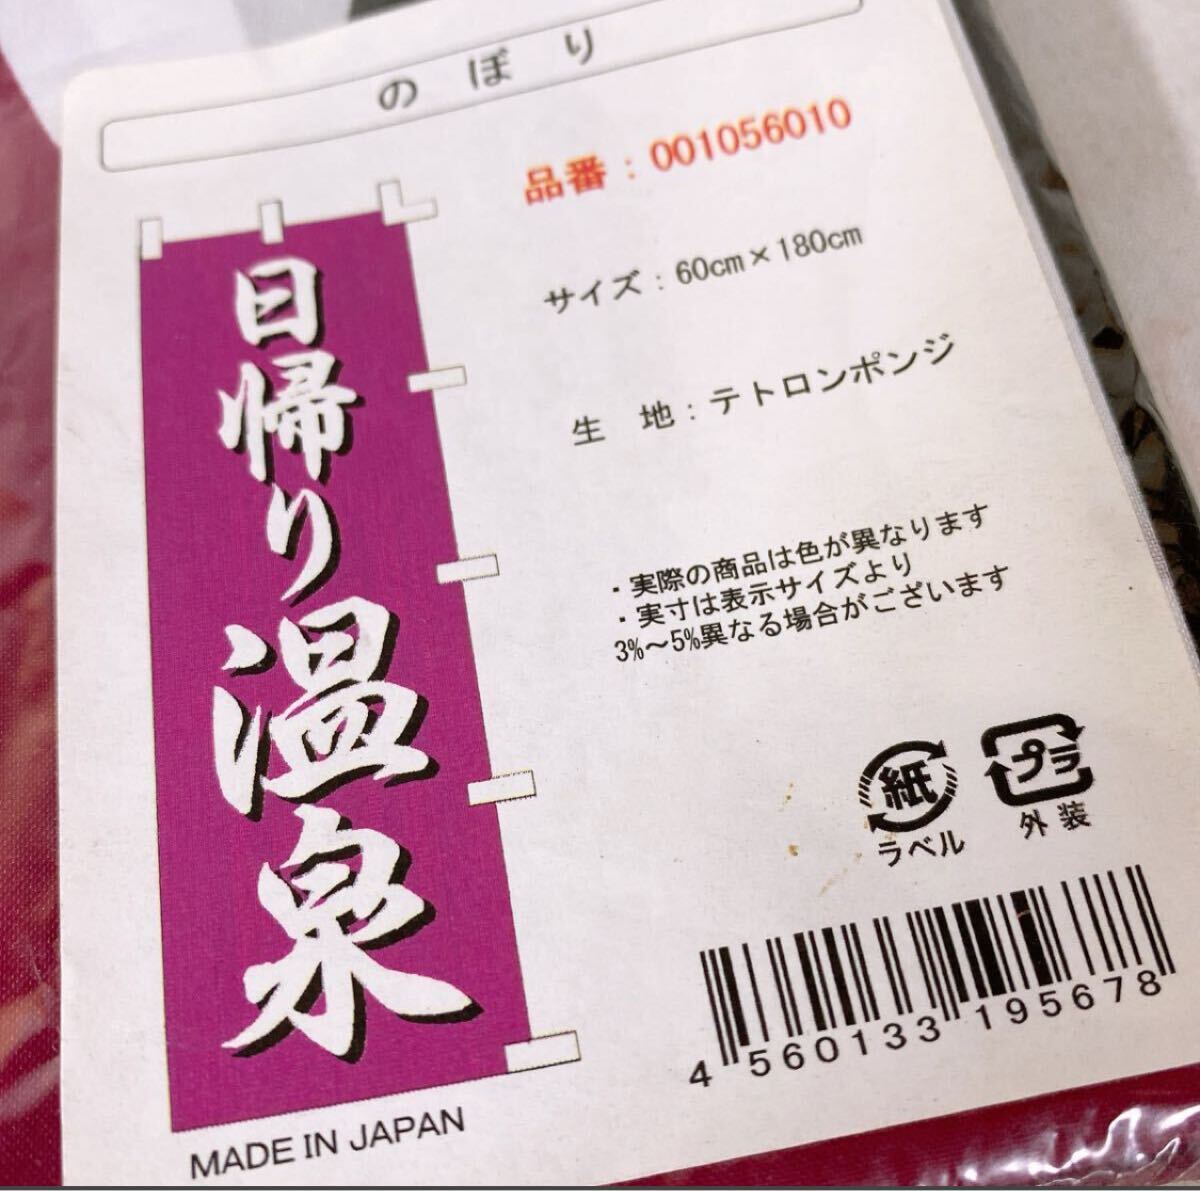 のぼり
品番：001056010
サイズ：60cm×180cm
生　地：テトロンポンジ
日帰り温泉
・実際の商品は色が異なります
・実寸は表示サイズより
3%～5%異なる場合がございます
紙
ラベル
プラ
外装
4560133195678
MADE IN JAPAN